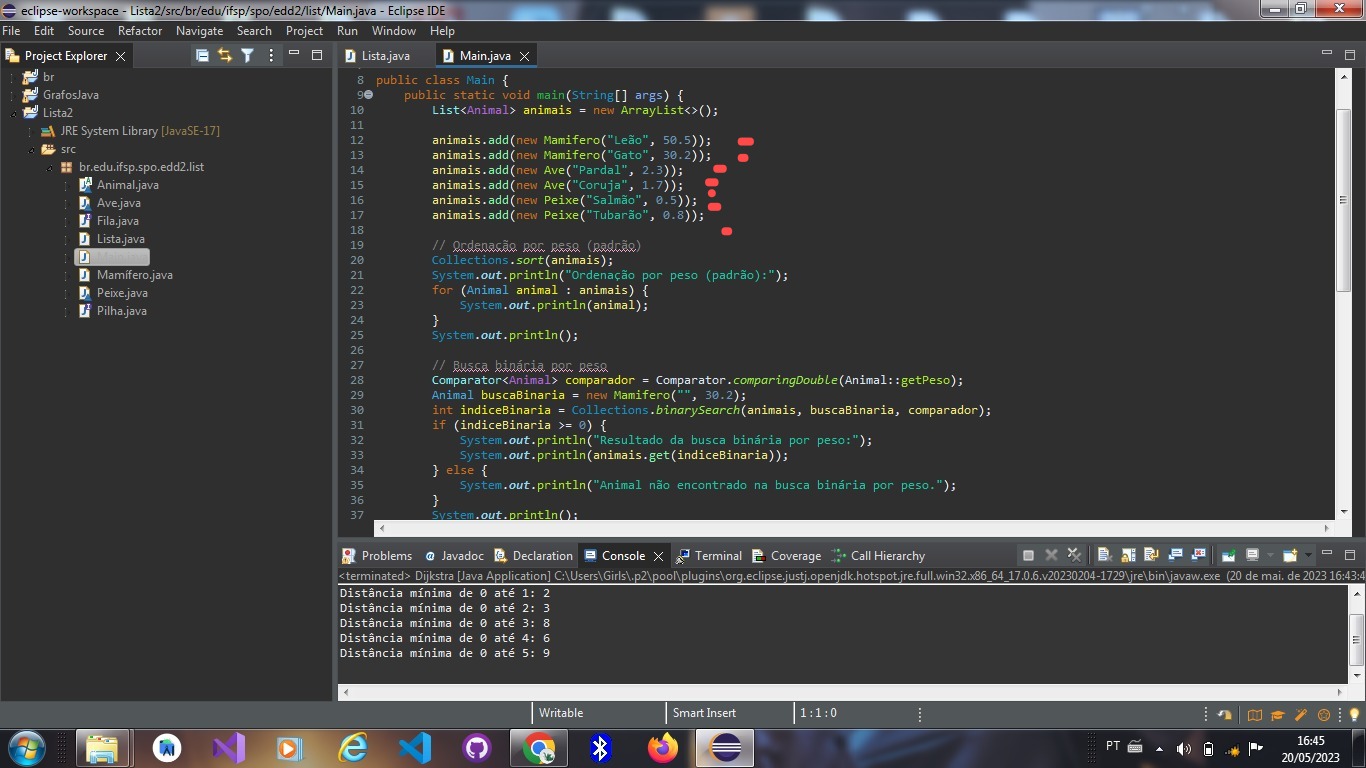 eclipse-workspace - Lista2/src/br/edu/ifsp/spo/edd2/list/Main.java - Eclipse IDE
File Edit Source Refactor Navigate Search Project Run Window Help
Project Explorer
br
GrafosJava
Lista2
JRE System Library [JavaSE-17]
src
br.edu.ifsp.spo.edd2.list
Animal.java
Ave.java
Fila.java
Lista.java
Main.java
Mamífero.java
Peixe.java
Pilha.java
Lista.java Main.java
8 public class Main {
9 public static void main(String[] args) {
10 List<Animal> animais = new ArrayList<>();
11
12 animais.add(new Mamifero("Leão", 50.5));
13 animais.add(new Mamifero("Gato", 30.2));
14 animais.add(new Ave("Pardal", 2.3));
15 animais.add(new Ave("Coruja", 1.7));
16 animais.add(new Peixe("Salmão", 0.5));
17 animais.add(new Peixe("Tubarão", 0.8));
18
19 // Ordenação por peso (padrão)
20 Collections.sort(animais);
21 System.out.println("Ordenação por peso (padrão):");
22 for (Animal animal : animais) {
23 System.out.println(animal);
24 }
25 System.out.println();
26
27 // Busca binária por peso
28 Comparator<Animal> comparador = Comparator.comparingDouble(Animal::getPeso);
29 Animal buscaBinaria = new Mamifero("", 30.2);
30 int indiceBinaria = Collections.binarySearch(animais, buscaBinaria, comparador);
31 if (indiceBinaria >= 0) {
32 System.out.println("Resultado da busca binária por peso:");
33 System.out.println(animais.get(indiceBinaria));
34 } else {
35 System.out.println("Animal não encontrado na busca binária por peso.");
36 }
37 System.out.println();
Problems Javadoc Declaration Console Terminal Coverage Call Hierarchy
<terminated> Dijkstra [Java Application] C:\Users\Girls\.p2\pool\plugins\org.eclipse.justj.openjdk.hotspot.jre.full.win32.x86_64_17.0.6.v20230204-1729\jre\bin\javaw.exe (20 de mai. de 2023 16:43:4
Distância mínima de 0 até 1: 2
Distância mínima de 0 até 2: 3
Distância mínima de 0 até 3: 8
Distância mínima de 0 até 4: 6
Distância mínima de 0 até 5: 9
Writable Smart Insert 1 : 1 : 0
PT 16:45
20/05/2023